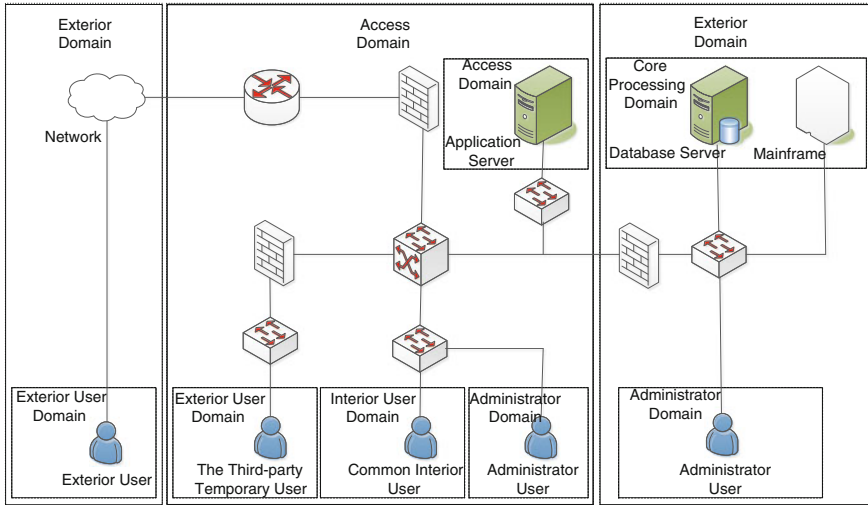 Exterior
Domain
Access
Domain
Exterior
Domain
Network
Access
Domain
Application
Server
Core
Processing
Domain
Database Server
Mainframe
Exterior User
Domain
Exterior User
Exterior User
Domain
The Third-party
Temporary User
Interior User
Domain
Common Interior
User
Administrator
Domain
Administrator
User
Administrator
Domain
Administrator
User